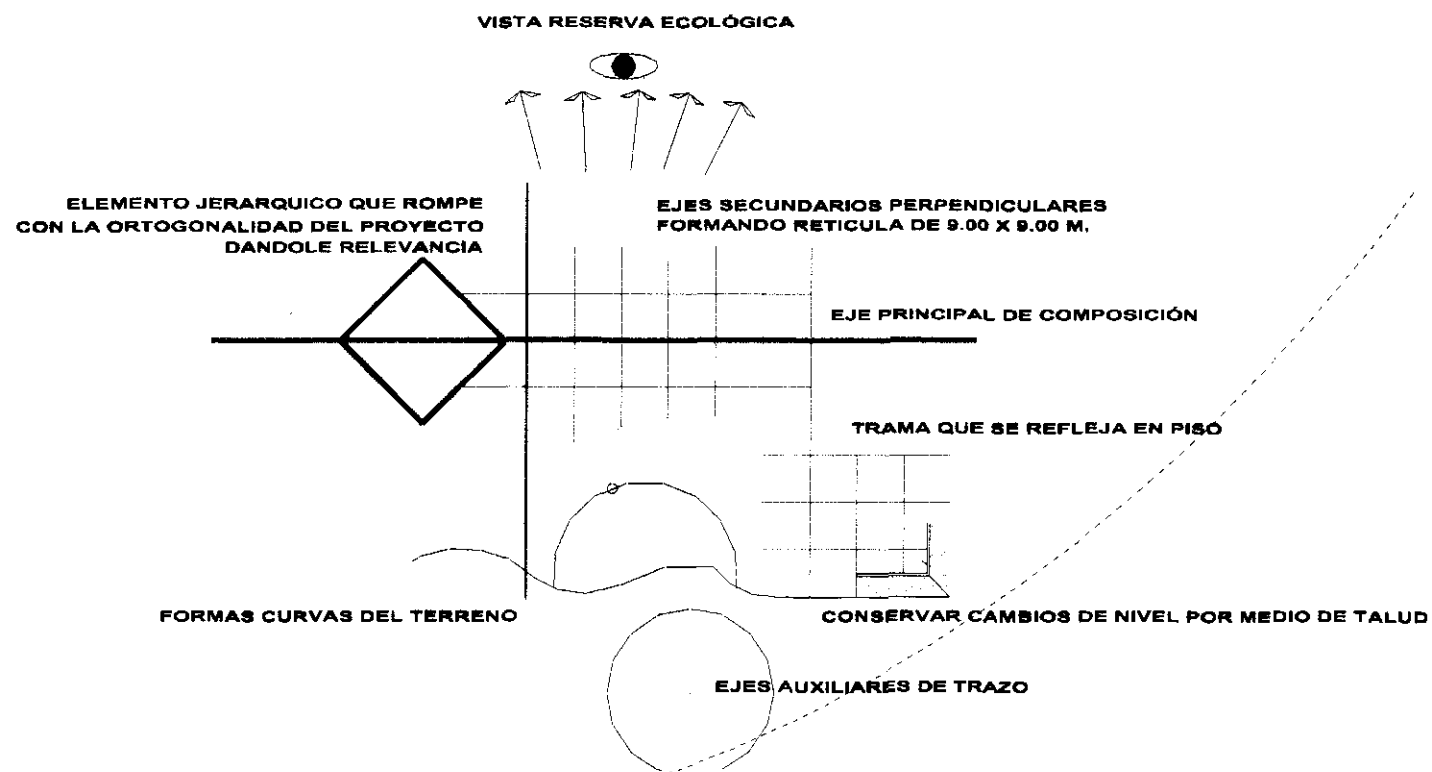 VISTA RESERVA ECOLÓGICA
ELEMENTO JERARQUICO QUE ROMPE
CON LA ORTOGONALIDAD DEL PROYECTO
DANDOLE RELEVANCIA
EJES SECUNDARIOS PERPENDICULARES
FORMANDO RETICULA DE 9.00 X 9.00 M.
EJE PRINCIPAL DE COMPOSICIÓN
TRAMA QUE SE REFLEJA EN PISO
FORMAS CURVAS DEL TERRENO
CONSERVAR CAMBIOS DE NIVEL POR MEDIO DE TALUD
EJES AUXILIARES DE TRAZO